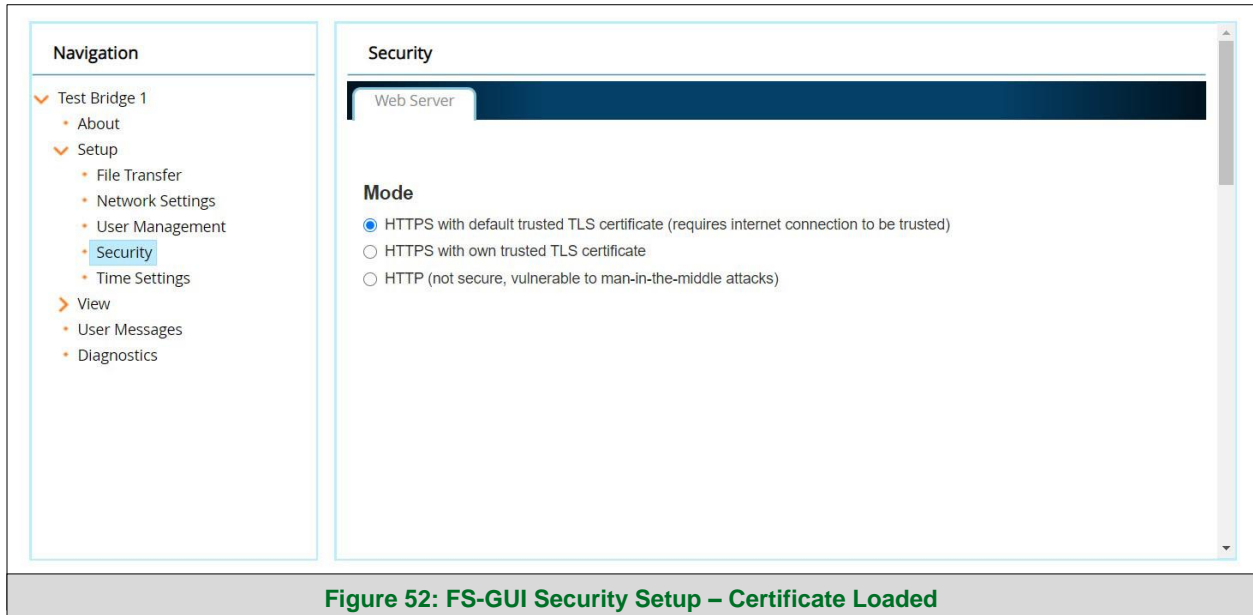 Navigation
Test Bridge 1
About
Setup
File Transfer
Network Settings
User Management
Security
Time Settings
View
User Messages
Diagnostics
Security
Web Server
Mode
HTTPS with default trusted TLS certificate (requires internet connection to be trusted)
HTTPS with own trusted TLS certificate
HTTP (not secure, vulnerable to man-in-the-middle attacks)
Figure 52: FS-GUI Security Setup – Certificate Loaded